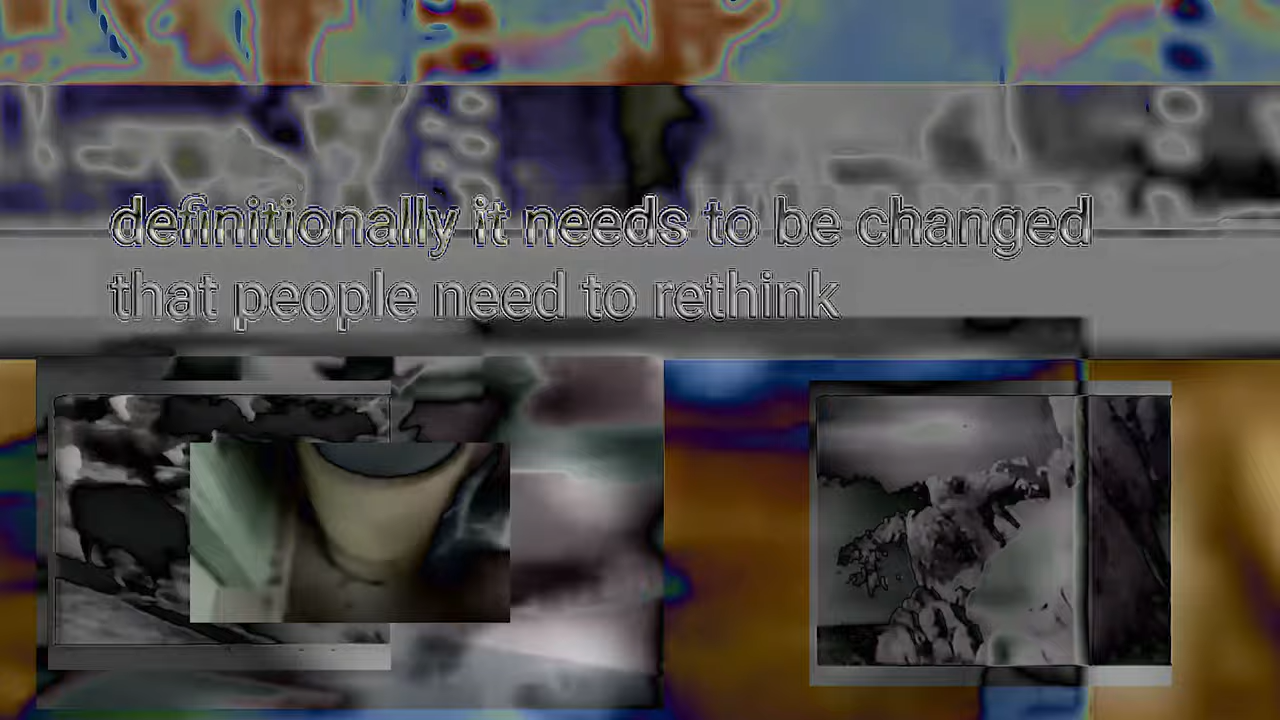 definitionally it needs to be changed
that people need to rethink